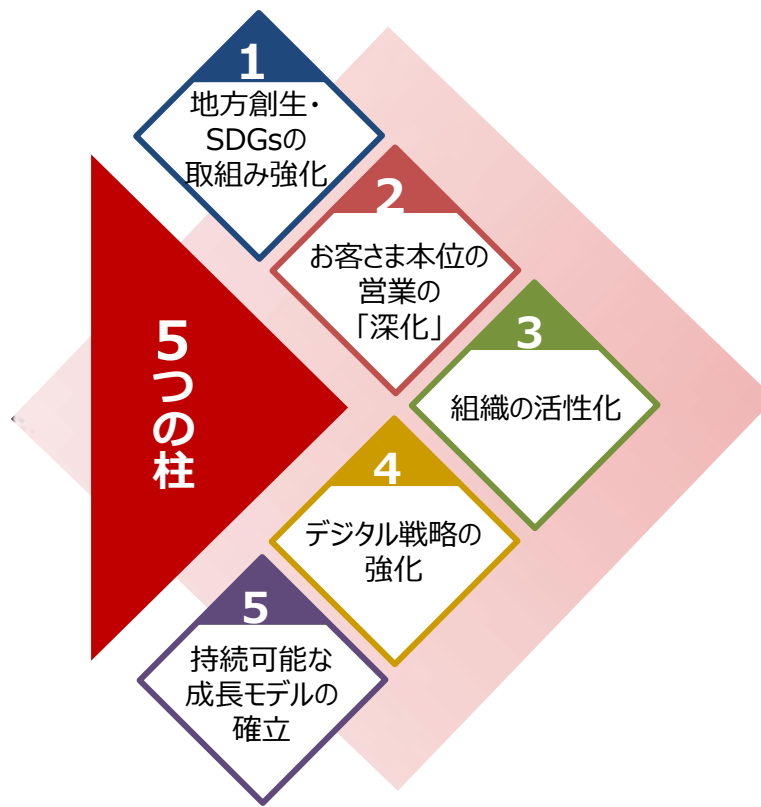 5つの柱
1
地方創生・
SDGsの
取組み強化
2
お客さま本位の
営業の
「深化」
3
組織の活性化
4
デジタル戦略の
強化
5
持続可能な
成長モデルの
確立